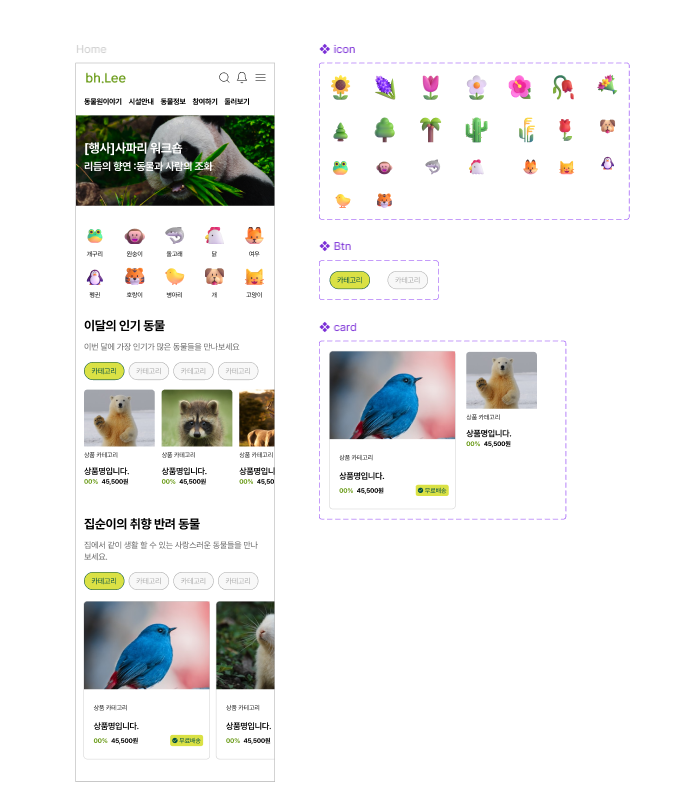 Home
bh.Lee
동물원이야기 시설안내 동물정보 참여하기 둘러보기
[행사]사파리 워크숍
리듬의 향연 :동물과 사람의 조화
개구리 원숭이 돌고래 닭 여우
펭귄 호랑이 병아리 개 고양이
이달의 인기 동물
이번 달에 가장 인기가 많은 동물들을 만나보세요
카테고리 카테고리 카테고리 카테고리
상품 카테고리 상품 카테고리 상품 카테고리
상품명입니다. 상품명입니다. 상품명입니
00% 45,500원 00% 45,500원 00% 45,50
집순이의 취향 반려 동물
집에서 같이 생활 할 수 있는 사랑스러운 동물들을 만나
보세요.
카테고리 카테고리 카테고리 카테고리
상품 카테고리 상품 카테고리
상품명입니다. 상품명입니다.
00% 45,500원 무료배송 00% 45,500원
icon
Btn
카테고리 카테고리
card
상품 카테고리
상품명입니다.
00% 45,500원 무료배송
상품 카테고리
상품명입니다.
00% 45,500원